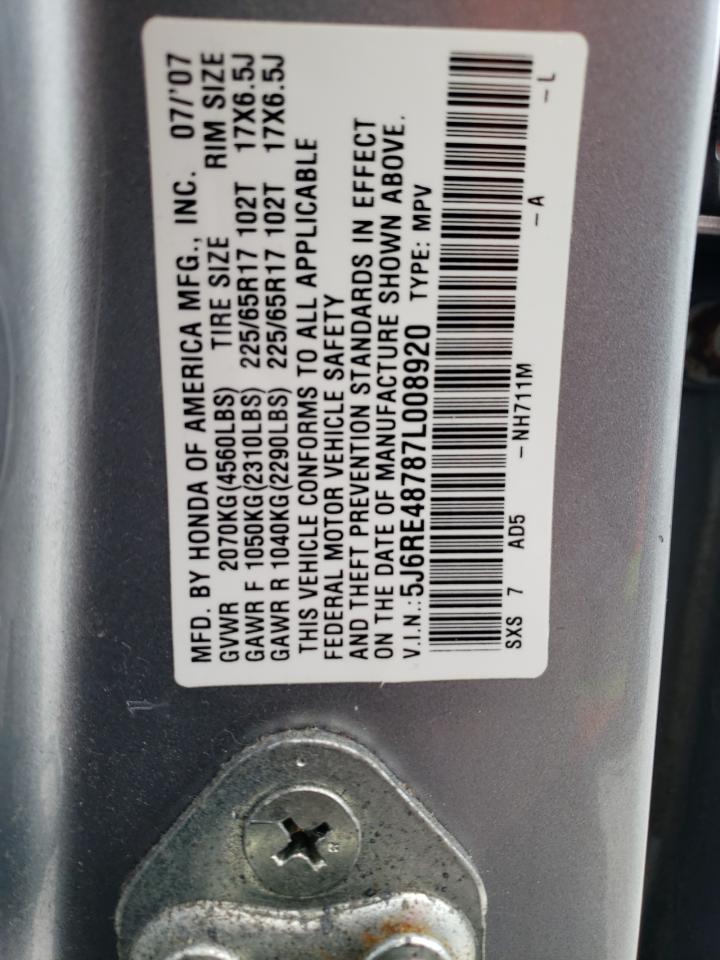 MFD. BY HONDA OF AMERICA MFG., INC. 07/'07
GVWR 2070KG(4560LBS) TIRE SIZE RIM SIZE
GAWR F 1050KG(2310LBS) 225/65R17 102T 17X6.5J
GAWR R 1040KG(2290LBS) 225/65R17 102T 17X6.5J
THIS VEHICLE CONFORMS TO ALL APPLICABLE
FEDERAL MOTOR VEHICLE SAFETY
AND THEFT PREVENTION STANDARDS IN EFFECT
ON THE DATE OF MANUFACTURE SHOWN ABOVE.
V.I.N.:5J6RE48787L008920 TYPE: MPV
SXS 7 AD5 -NH711M -A -L